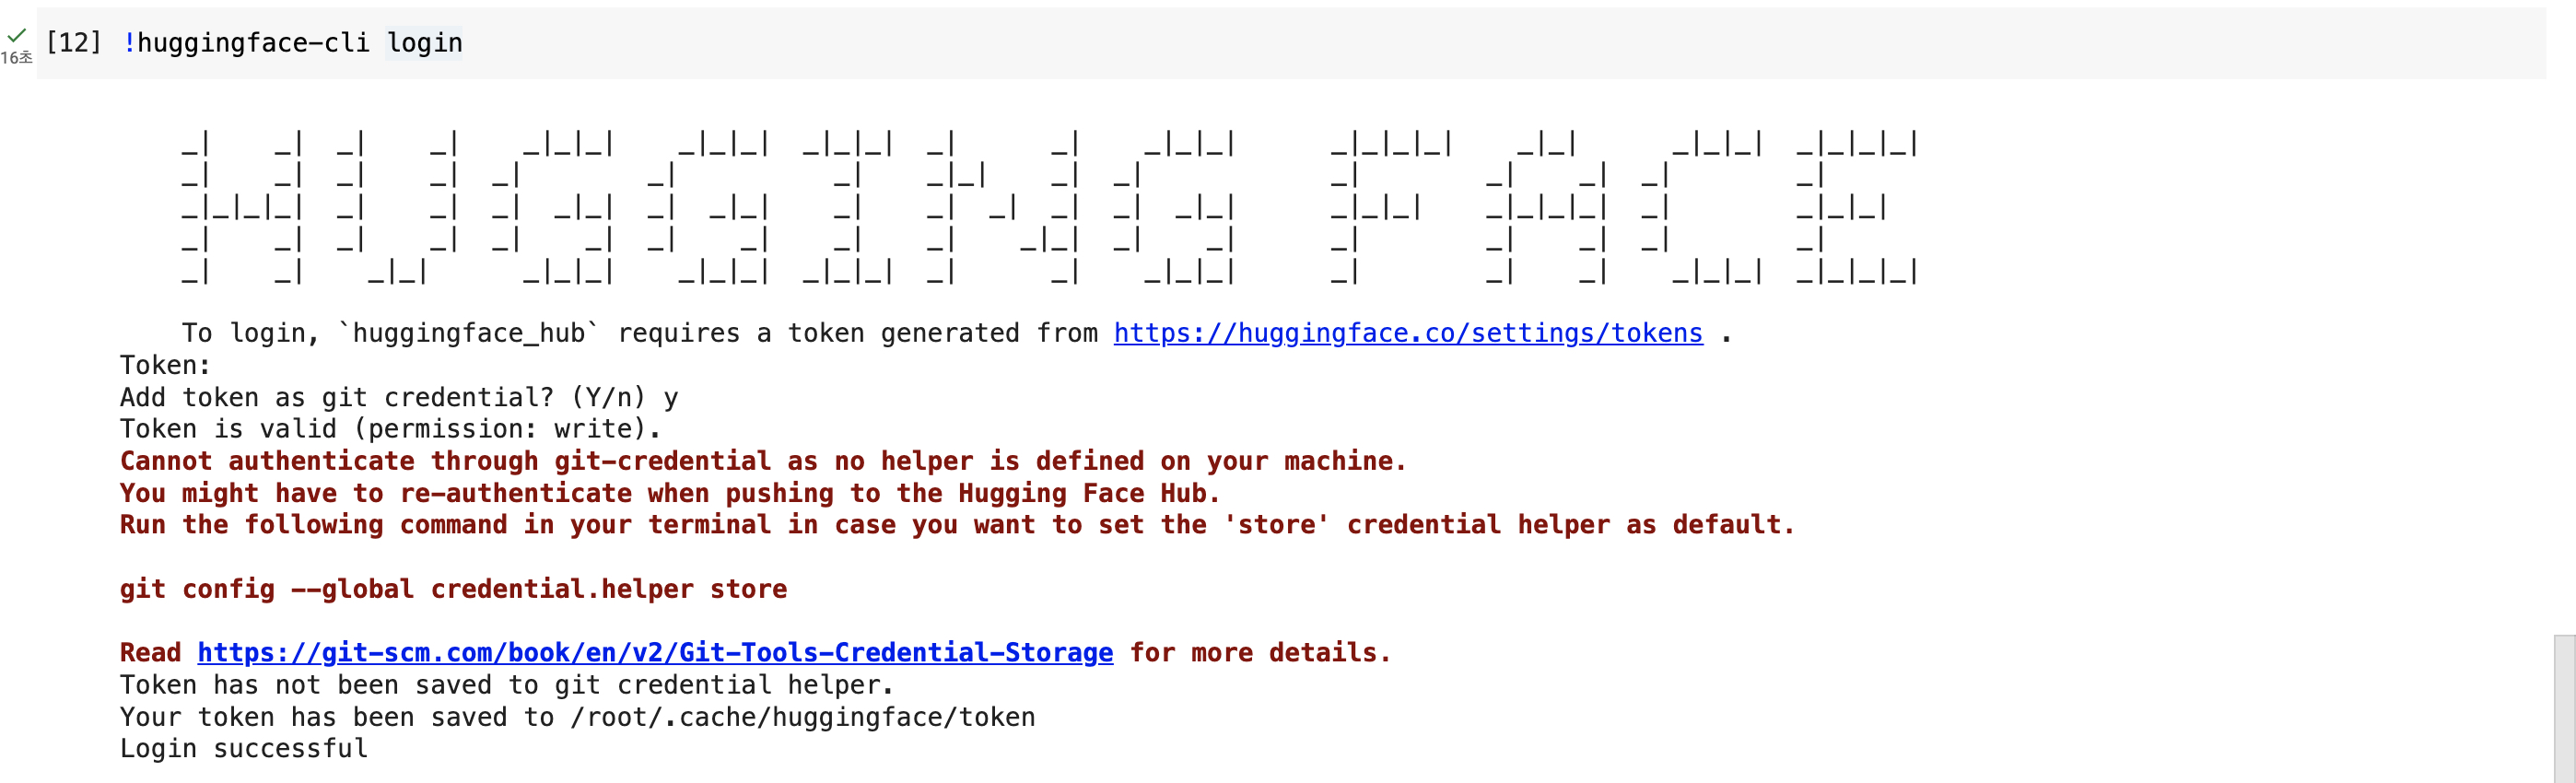 [12] !huggingface-cli login
16초
    _|    _|  _|    _|    _|_|_|    _|_|_|  _|_|_|  _|      _|    _|_|_|      _|_|_|_|    _|_|      _|_|_|  _|_|_|_|
    _|    _|  _|    _|  _|        _|          _|    _|_|    _|  _|            _|        _|    _|  _|        _|
    _|_|_|_|  _|    _|  _|  _|_|  _|  _|_|    _|    _|  _|  _|  _|  _|_|      _|_|_|    _|_|_|_|  _|        _|_|_|
    _|    _|  _|    _|  _|    _|  _|    _|    _|    _|    _|_|  _|    _|      _|        _|    _|  _|        _|
    _|    _|    _|_|      _|_|_|    _|_|_|  _|_|_|  _|      _|    _|_|_|      _|        _|    _|    _|_|_|  _|_|_|_|
    To login, `huggingface_hub` requires a token generated from https://huggingface.co/settings/tokens .
Token:
Add token as git credential? (Y/n) y
Token is valid (permission: write).
Cannot authenticate through git-credential as no helper is defined on your machine.
You might have to re-authenticate when pushing to the Hugging Face Hub.
Run the following command in your terminal in case you want to set the 'store' credential helper as default.
git config --global credential.helper store
Read https://git-scm.com/book/en/v2/Git-Tools-Credential-Storage for more details.
Token has not been saved to git credential helper.
Your token has been saved to /root/.cache/huggingface/token
Login successful